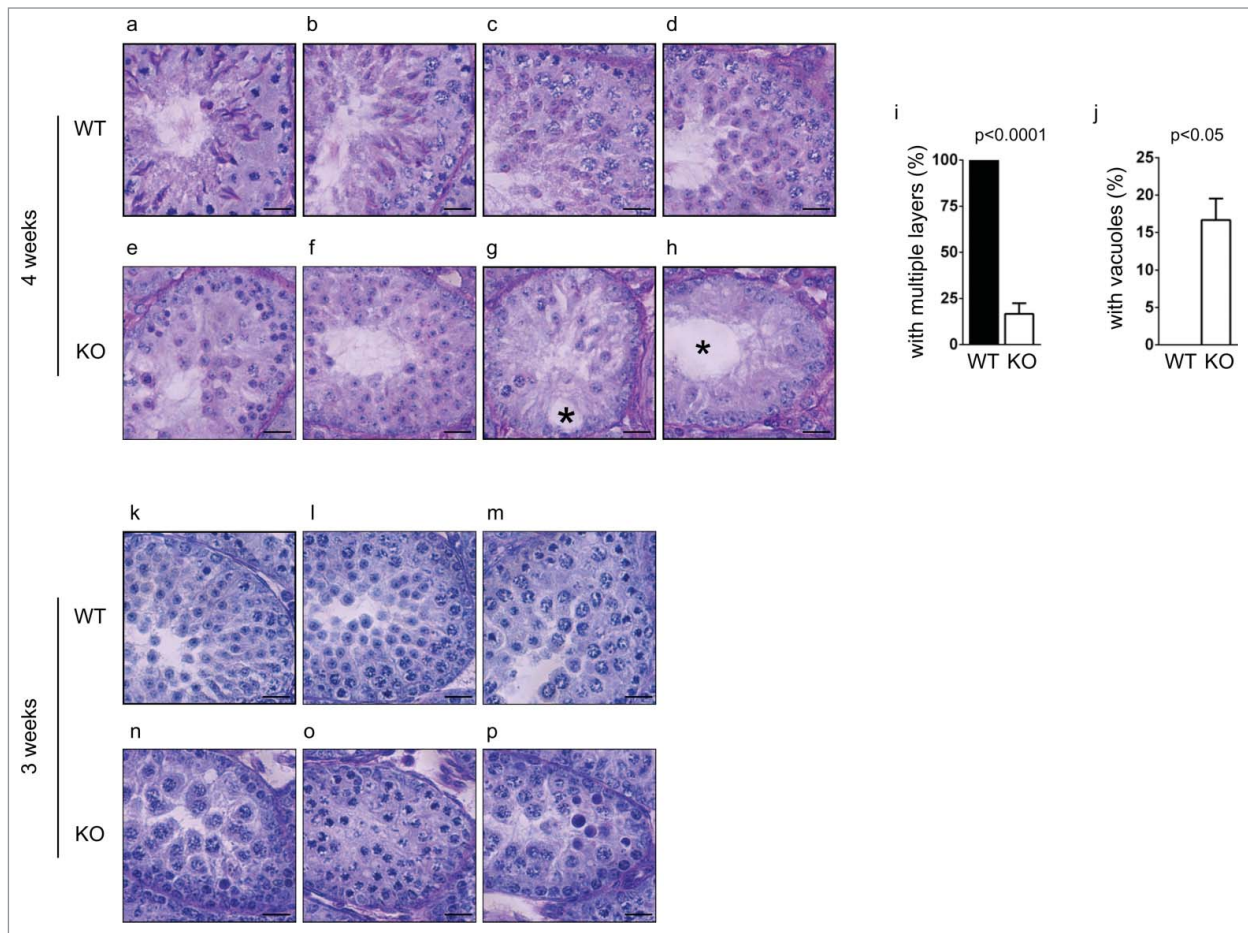 a b c d
WT
4 weeks
e f g h
KO
*
*
i
p<0.0001
with multiple layers (%)
100
75
50
25
0
WT KO
j
p<0.05
with vacuoles (%)
25
20
15
10
5
0
WT KO
k l m
WT
3 weeks
n o p
KO